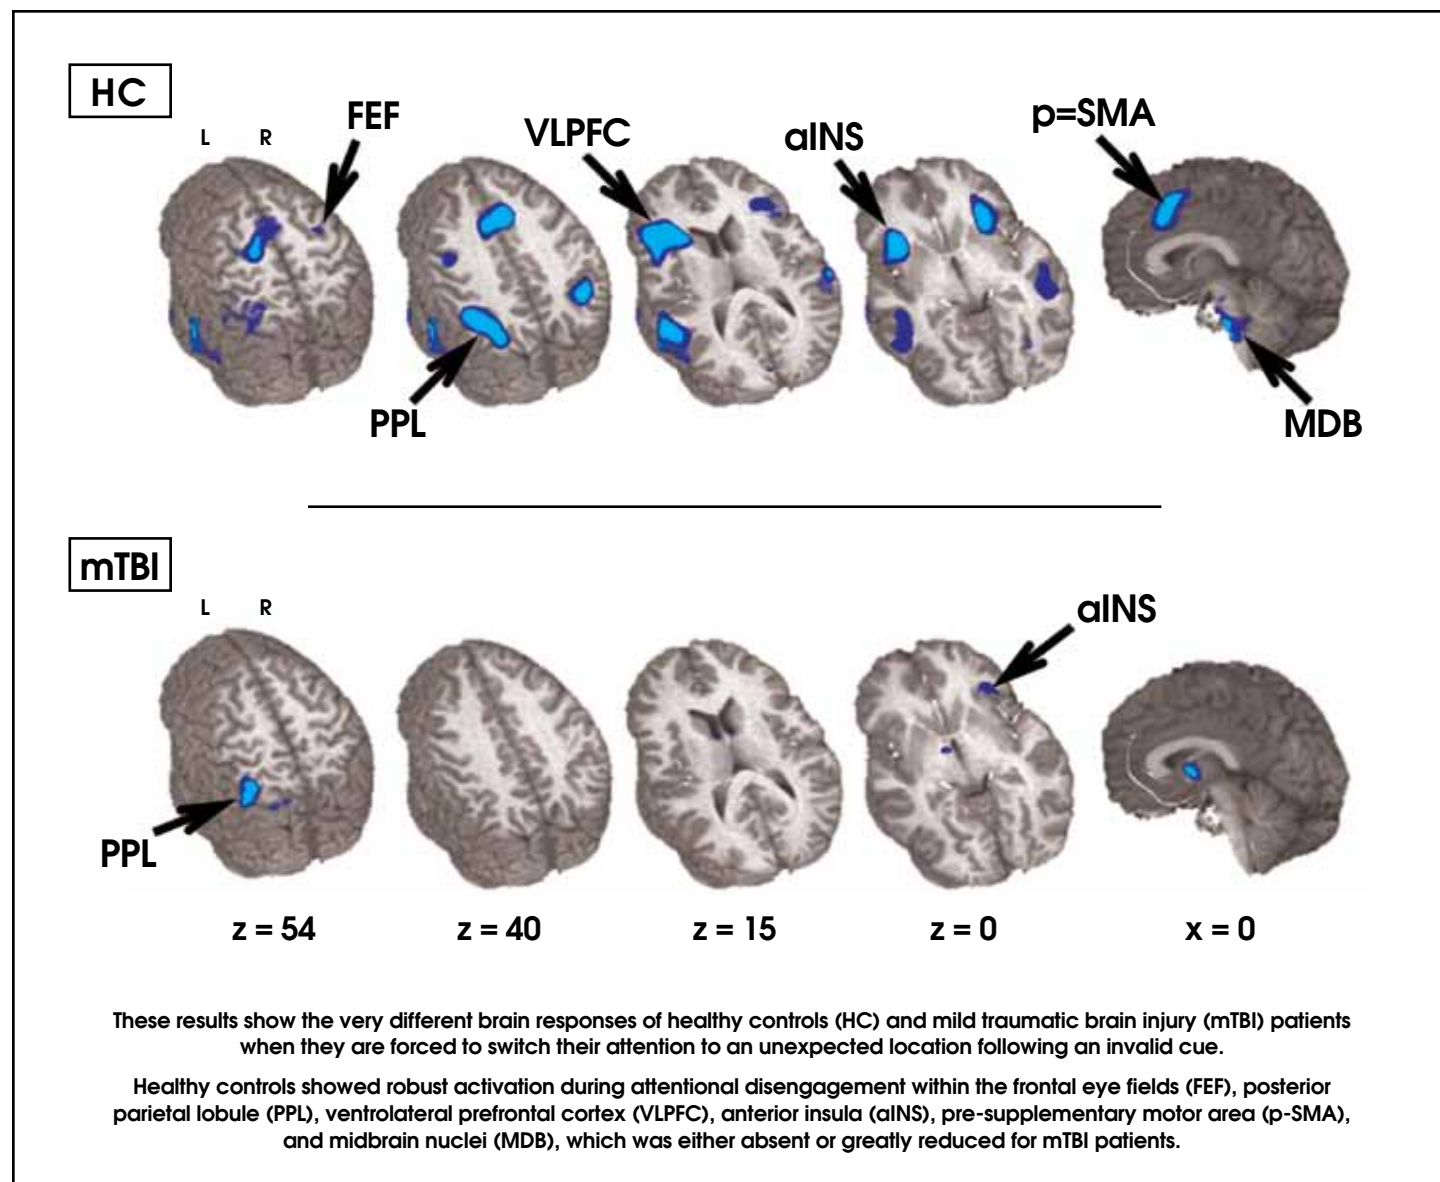 HC
L R
FEF
VLPFC
aINS
p=SMA
PPL
MDB
mTBI
L R
aINS
PPL
z = 54 z = 40 z = 15 z = 0 x = 0
These results show the very different brain responses of healthy controls (HC) and mild traumatic brain injury (mTBI) patients
when they are forced to switch their attention to an unexpected location following an invalid cue.
Healthy controls showed robust activation during attentional disengagement within the frontal eye fields (FEF), posterior
parietal lobule (PPL), ventrolateral prefrontal cortex (VLPFC), anterior insula (aINS), pre-supplementary motor area (p-SMA),
and midbrain nuclei (MDB), which was either absent or greatly reduced for mTBI patients.